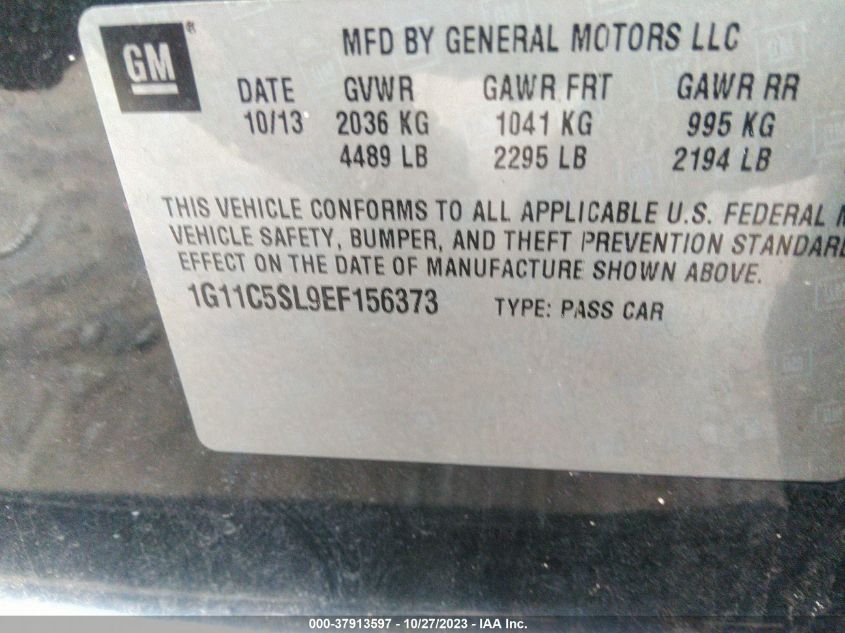 GM®
MFD BY GENERAL MOTORS LLC
DATE GVWR GAWR FRT GAWR RR
10/13 2036 KG 1041 KG 995 KG
4489 LB 2295 LB 2194 LB
THIS VEHICLE CONFORMS TO ALL APPLICABLE U.S. FEDERAL
VEHICLE SAFETY, BUMPER, AND THEFT PREVENTION STANDARD
EFFECT ON THE DATE OF MANUFACTURE SHOWN ABOVE.
1G11C5SL9EF156373 TYPE: PASS CAR
000-37913597 - 10/27/2023 - IAA Inc.